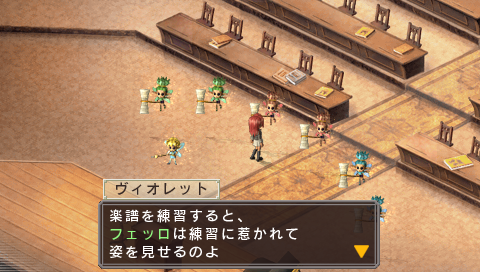 ヴィオレット
楽譜を練習すると、
フェッロは練習に惹かれて
姿を見せるのよ